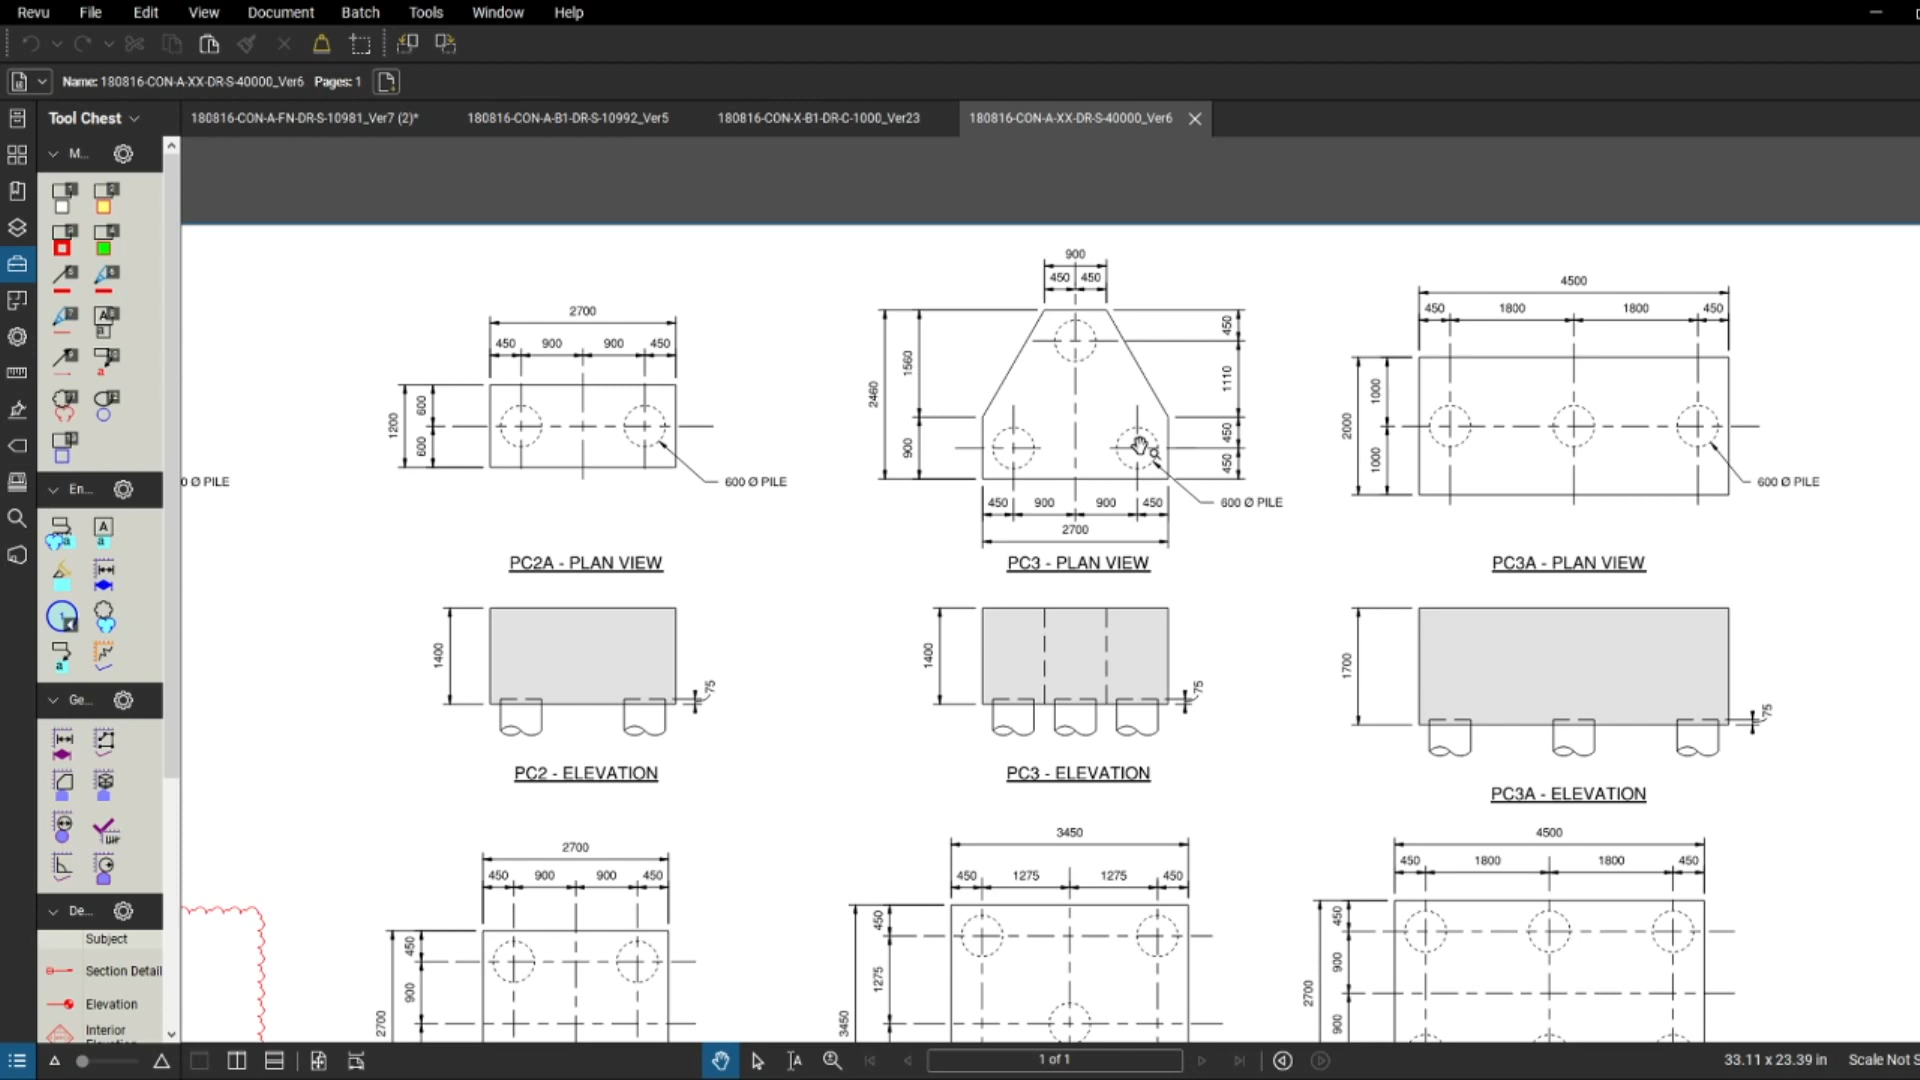 Revu File Edit View Document Batch Tools Window Help
Name: 180816-CON-A-XX-DR-S-40000_Ver6 Pages: 1
Tool Chest
180816-CON-A-FN-DR-S-10981_Ver7 (2)*
180816-CON-A-B1-DR-S-10992_Ver5
180816-CON-X-B1-DR-C-1000_Ver23
180816-CON-A-XX-DR-S-40000_Ver6
M...
En...
Ge...
De...
Subject
Section Detail
Elevation
Interior
0 Ø PILE
2700
450 900 900 450
1200
600
600
600 Ø PILE
PC2A - PLAN VIEW
900
450 450
2460
1560
900
450
1110
450
450
450 900 900 450
2700
600 Ø PILE
PC3 - PLAN VIEW
4500
450 1800 1800 450
2000
1000
1000
600 Ø PILE
PC3A - PLAN VIEW
1400
75
PC2 - ELEVATION
1400
75
PC3 - ELEVATION
1700
75
PC3A - ELEVATION
2700
450 900 900 450
450
900
2700
3450
450 1275 1275 450
450
1275
3450
4500
450 1800 1800 450
450
900
2700
900
1 of 1
33.11 x 23.39 in
Scale Not S